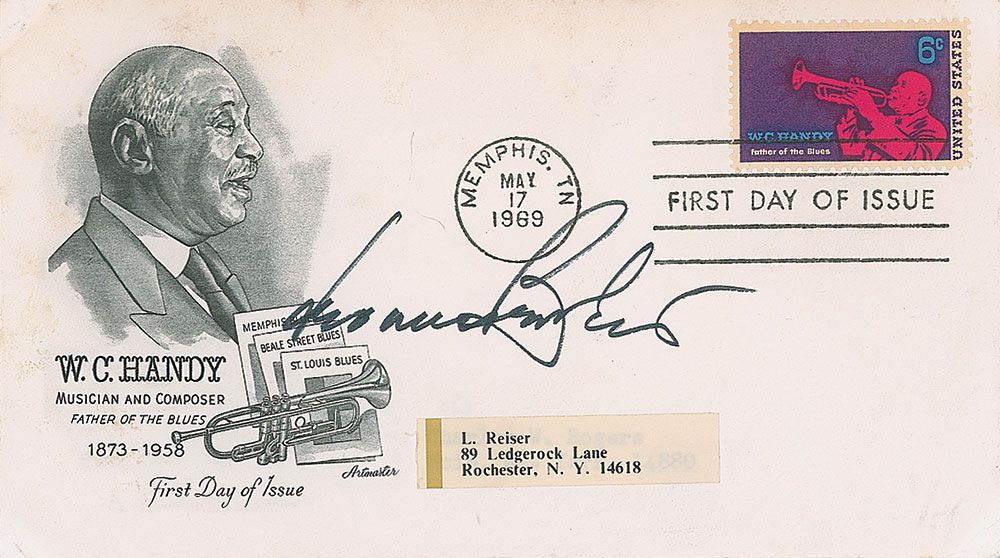 6c
UNITED STATES
W.C. HANDY
father of the Blues
MEMPHIS, TN
MAY
17
1969
FIRST DAY OF ISSUE
MEMPHIS
BEALE STREET BLUES
ST. LOUIS BLUES
W.C. HANDY
MUSICIAN AND COMPOSER
FATHER OF THE BLUES
1873-1958
Artmaster
First Day of Issue
W. Rogers
14880
L. Reiser
89 Ledgerock Lane
Rochester, N. Y. 14618